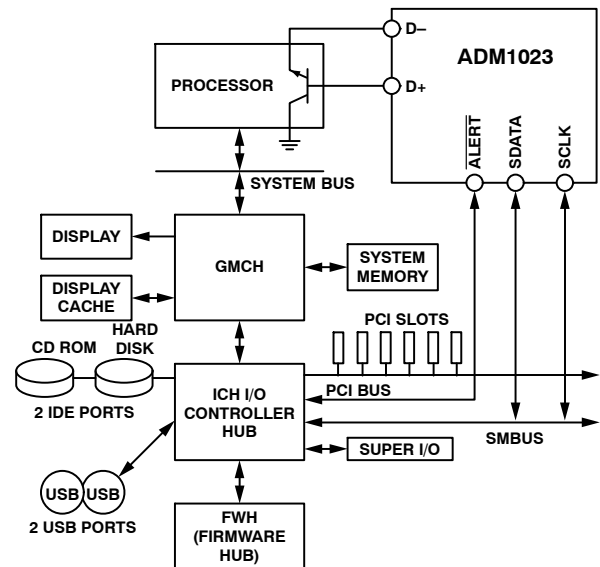 D–
ADM1023
PROCESSOR
D+
ALERT
SDATA
SCLK
SYSTEM BUS
DISPLAY
GMCH
SYSTEM
MEMORY
DISPLAY
CACHE
HARD
DISK
CD ROM
PCI SLOTS
PCI BUS
ICH I/O
CONTROLLER
HUB
2 IDE PORTS
SMBUS
SUPER I/O
USB
USB
2 USB PORTS
FWH
(FIRMWARE
HUB)